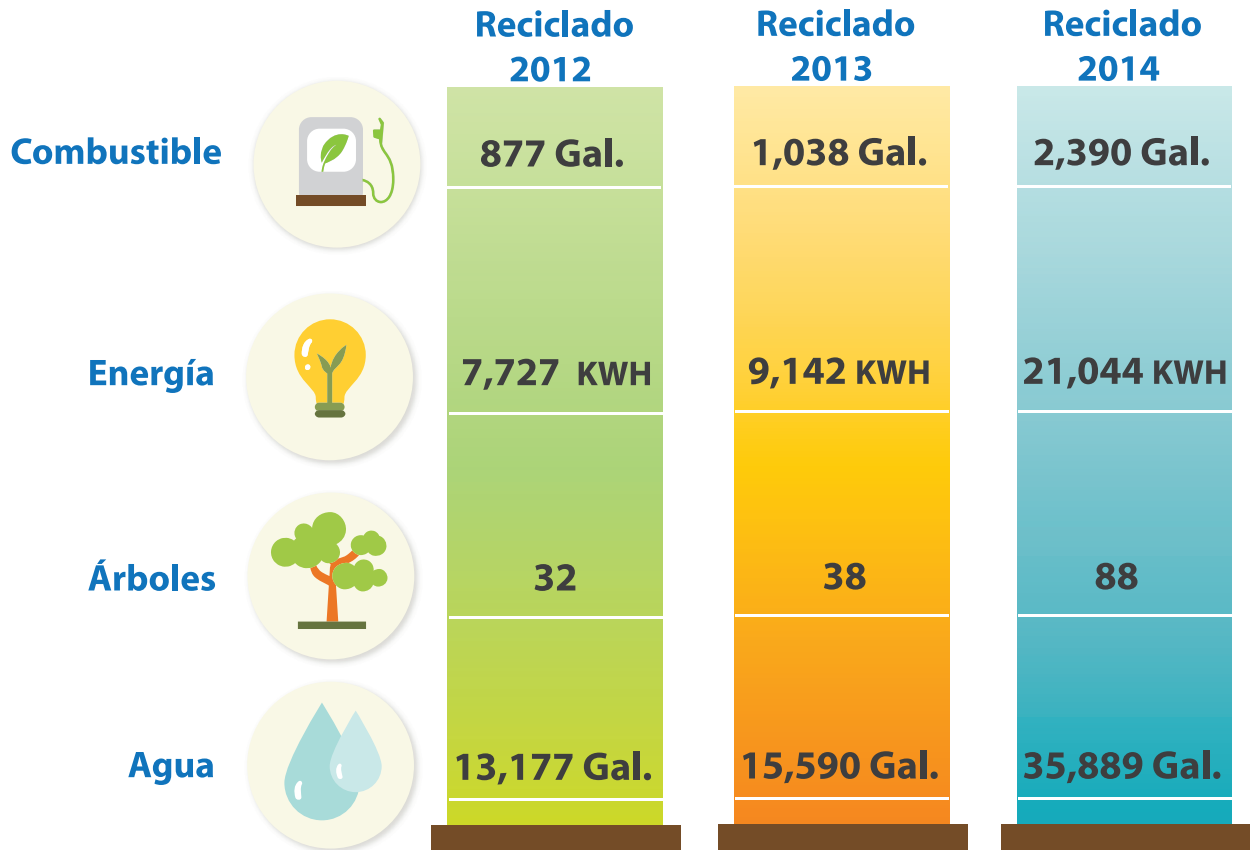 Reciclado
2012
Reciclado
2013
Reciclado
2014
Combustible
877 Gal.
1,038 Gal.
2,390 Gal.
Energía
7,727 KWH
9,142 KWH
21,044 KWH
Árboles
32
38
88
Agua
13,177 Gal.
15,590 Gal.
35,889 Gal.